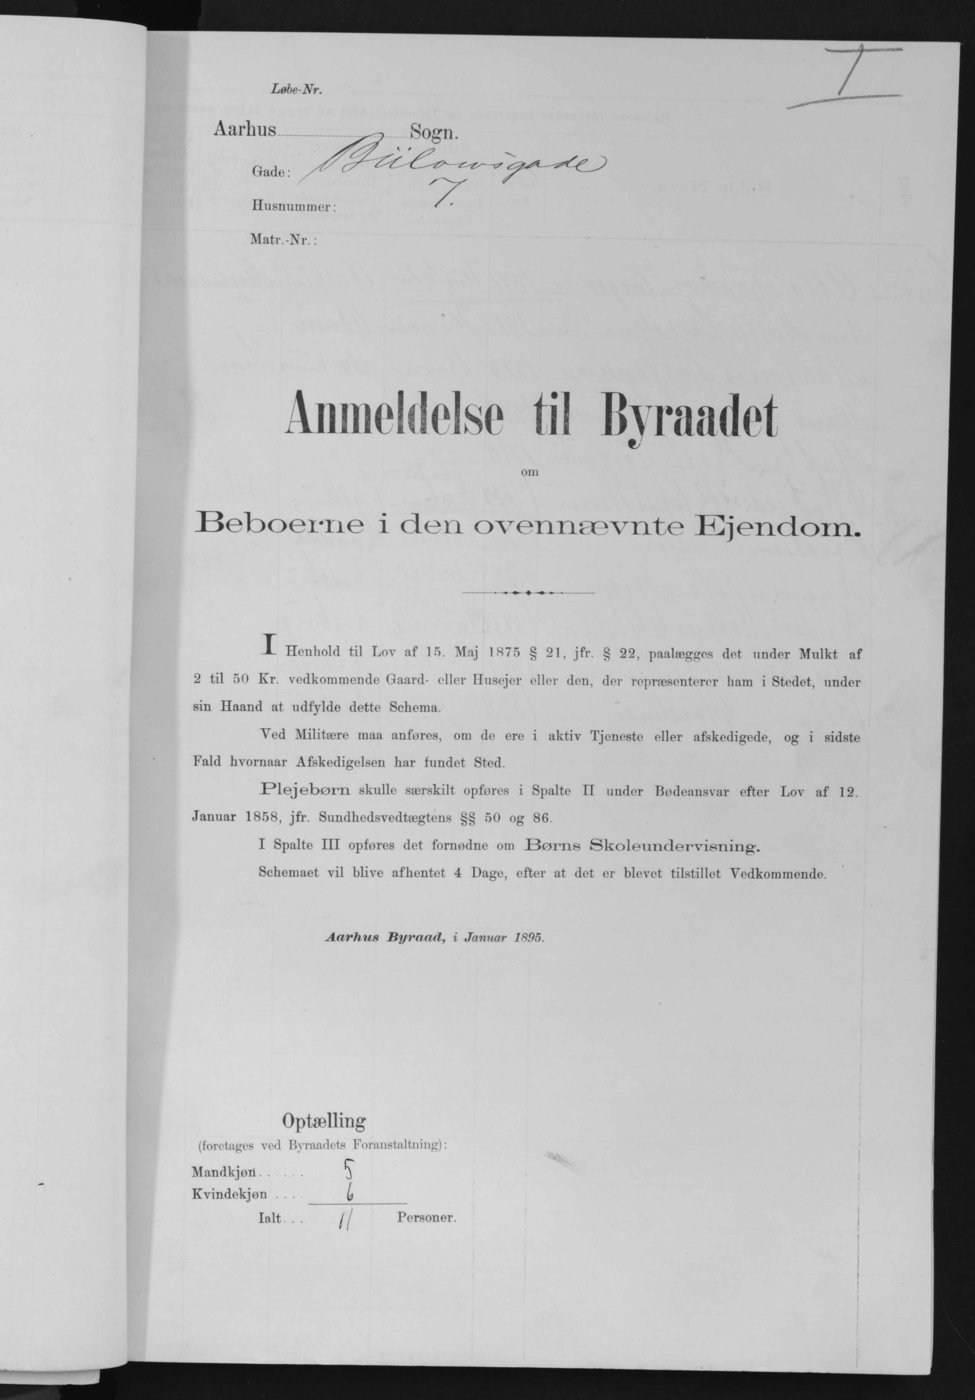 I
Løbe-Nr.
Aarhus Sogn.
Gade: Bülowsgade
Husnummer: 7.
Matr.-Nr.:
Anmeldelse til Byraadet
om
Beboerne i den ovennævnte Ejendom.
I Henhold til Lov af 15. Maj 1875 § 21, jfr. § 22, paalægges det under Mulkt af
2 til 50 Kr. vedkommende Gaard- eller Husejer eller den, der repræsenterer ham i Stedet, under
sin Haand at udfylde dette Schema.
Ved Militære maa anføres, om de ere i aktiv Tjeneste eller afskedigede, og i sidste
Fald hvornaar Afskedigelsen har fundet Sted.
Plejebørn skulle særskilt opføres i Spalte II under Bødeansvar efter Lov af 12.
Januar 1858, jfr. Sundhedsvedtægtens §§ 50 og 86.
I Spalte III opføres det fornødne om Børns Skoleundervisning.
Schemaet vil blive afhentet 4 Dage, efter at det er blevet tilstillet Vedkommende.
Aarhus Byraad, i Januar 1895.
Optælling
(foretages ved Byraadets Foranstaltning):
Mandkjøn..... 5
Kvindekjøn .... 6
Ialt... 11 Personer.